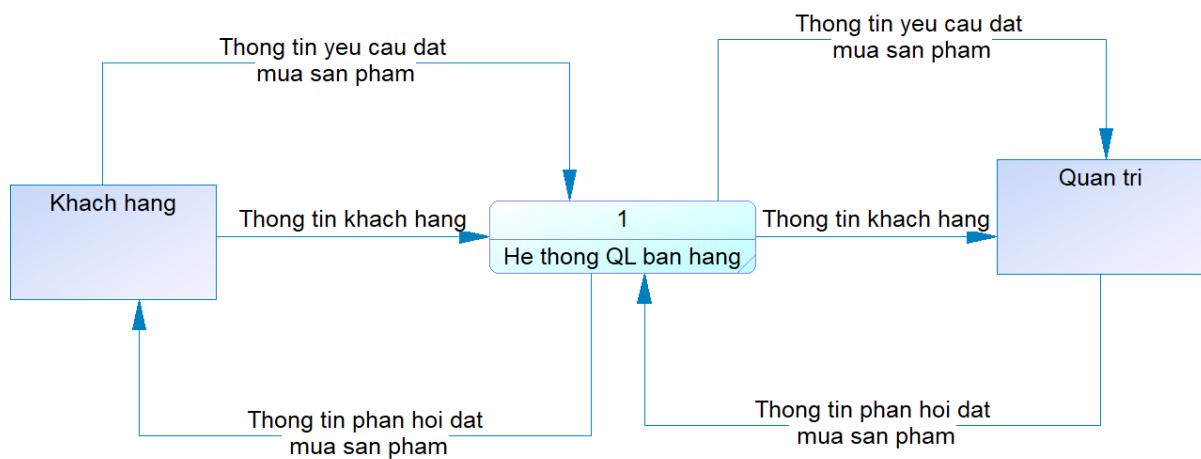 Thong tin yeu cau dat
mua san pham
Thong tin yeu cau dat
mua san pham
Khach hang
Thong tin khach hang
1
He thong QL ban hang
Thong tin khach hang
Quan tri
Thong tin phan hoi dat
mua san pham
Thong tin phan hoi dat
mua san pham